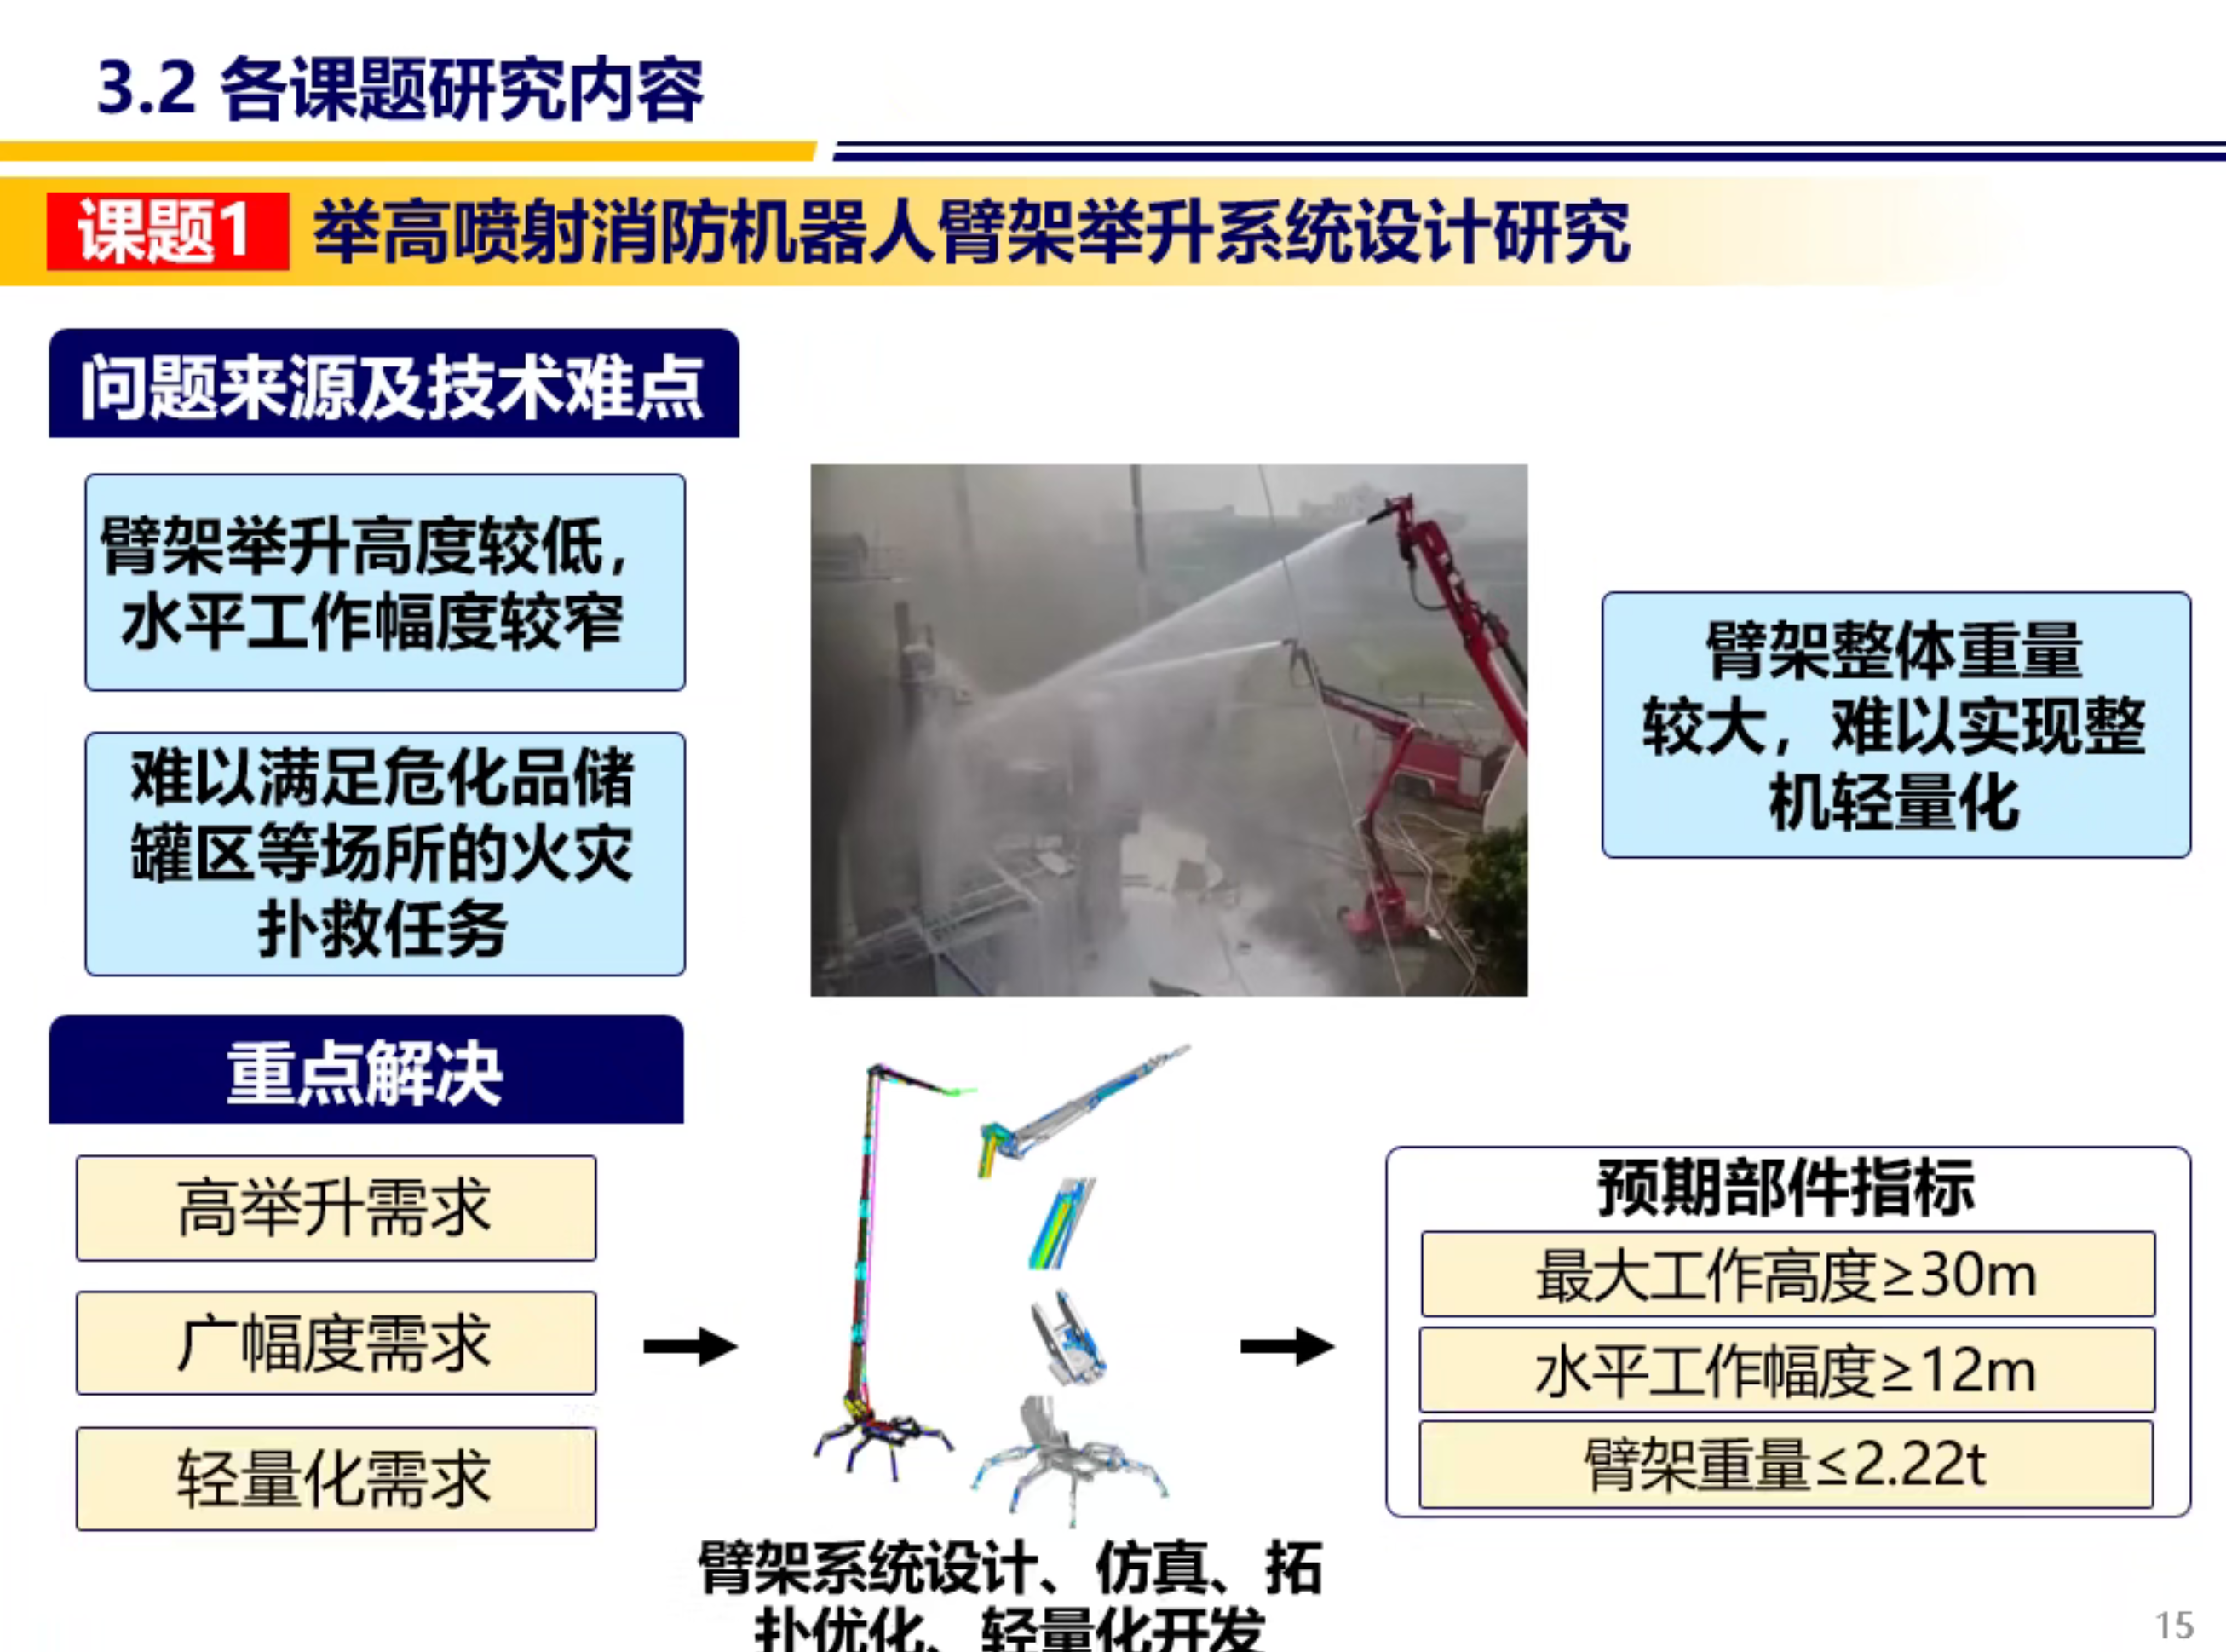 3.2 各课题研究内容
课题1 举高喷射消防机器人臂架举升系统设计研究
问题来源及技术难点
臂架举升高度较低，
水平工作幅度较窄
难以满足危化品储
罐区等场所的火灾
扑救任务
臂架整体重量
较大，难以实现整
机轻量化
重点解决
高举升需求
广幅度需求
轻量化需求
臂架系统设计、仿真、拓
扑优化、轻量化开发
预期部件指标
最大工作高度≥30m
水平工作幅度≥12m
臂架重量≤2.22t
15